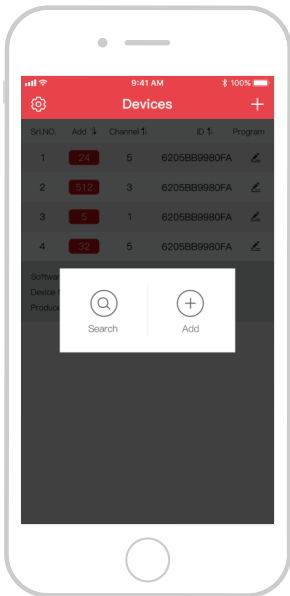 9:41 AM 100%
Devices
Srl.NO. Add Channel ID Program
1 24 5 6205BB9980FA
2 512 3 6205BB9980FA
3 5 1 6205BB9980FA
4 32 5 6205BB9980FA
Search Add